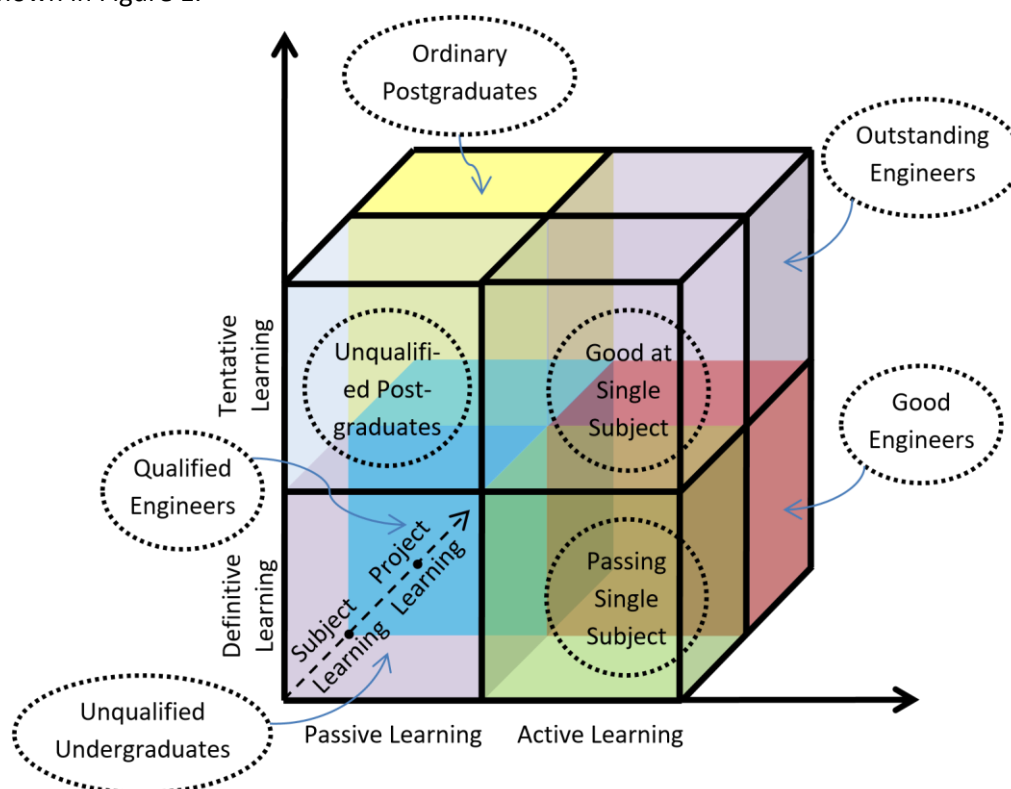 Ordinary
Postgraduates
Outstanding
Engineers
Tentative
Learning
Unqualifi-
ed Post-
graduates
Good at
Single
Subject
Good
Engineers
Qualified
Engineers
Definitive
Learning
Subject
Learning
Project
Learning
Passing
Single
Subject
Unqualified
Undergraduates
Passive Learning
Active Learning